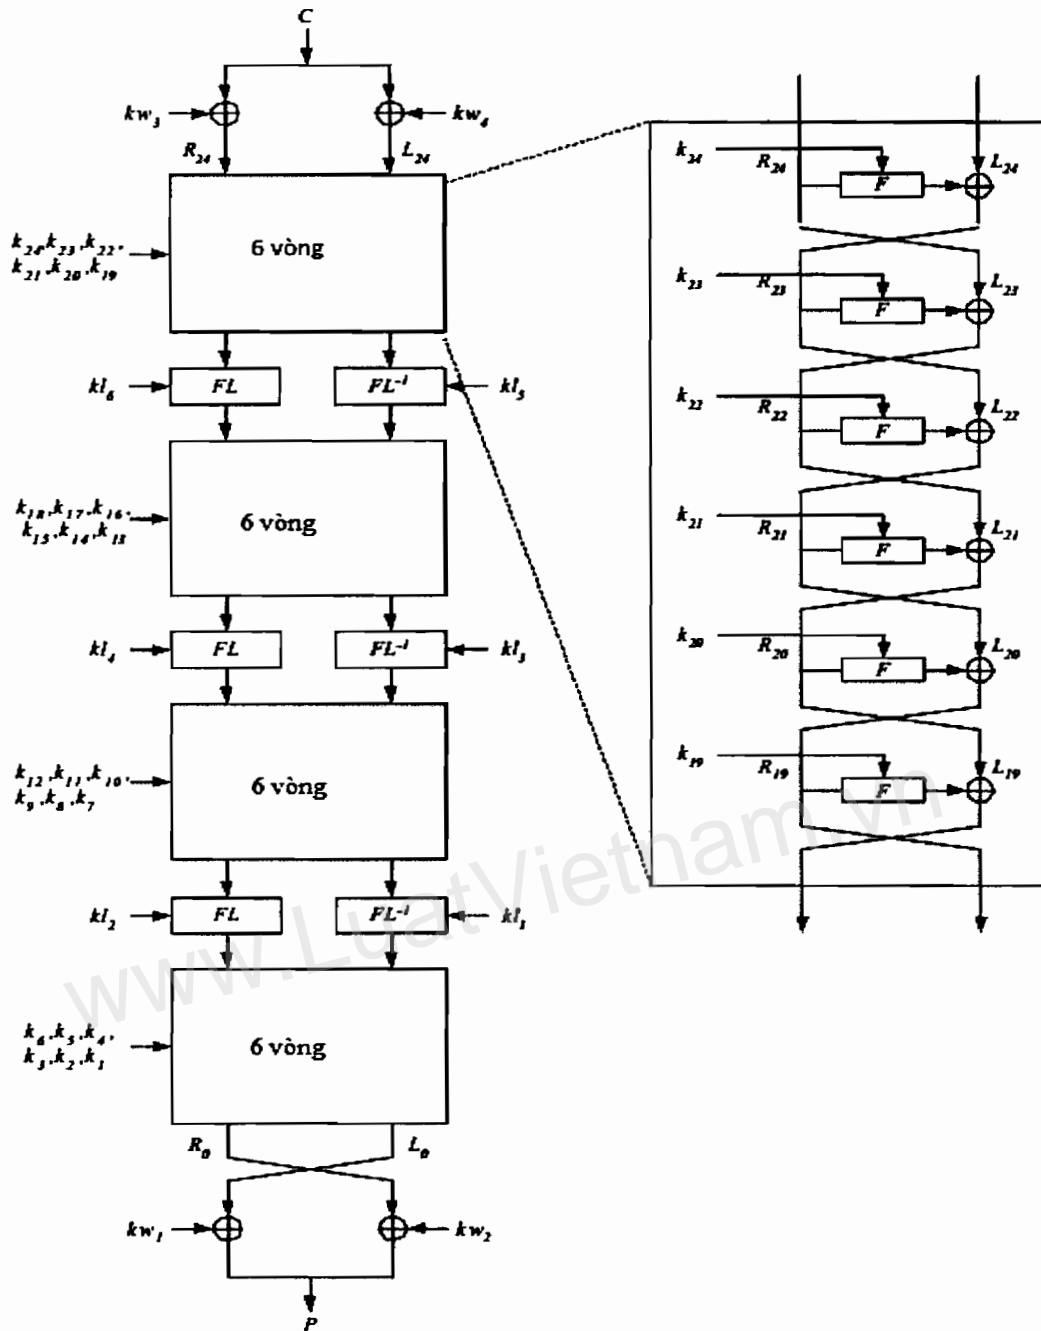 C
kw₃ kw₄
R₂₄ L₂₄
k₂₄,k₂₃,k₂₂,
k₂₁,k₂₀,k₁₉
6 vòng
kl₆ FL FL⁻¹ kl₅
k₁₈,k₁₇,k₁₆,
k₁₅,k₁₄,k₁₃
6 vòng
kl₄ FL FL⁻¹ kl₃
k₁₂,k₁₁,k₁₀,
k₉,k₈,k₇
6 vòng
kl₂ FL FL⁻¹ kl₁
k₆,k₅,k₄,
k₃,k₂,k₁
6 vòng
R₀ L₀
kw₁ kw₂
P
k₂₄ R₂₄ F L₂₄
k₂₃ R₂₃ F L₂₃
k₂₂ R₂₂ F L₂₂
k₂₁ R₂₁ F L₂₁
k₂₀ R₂₀ F L₂₀
k₁₉ R₁₉ F L₁₉
www.LuatVietnam.vn